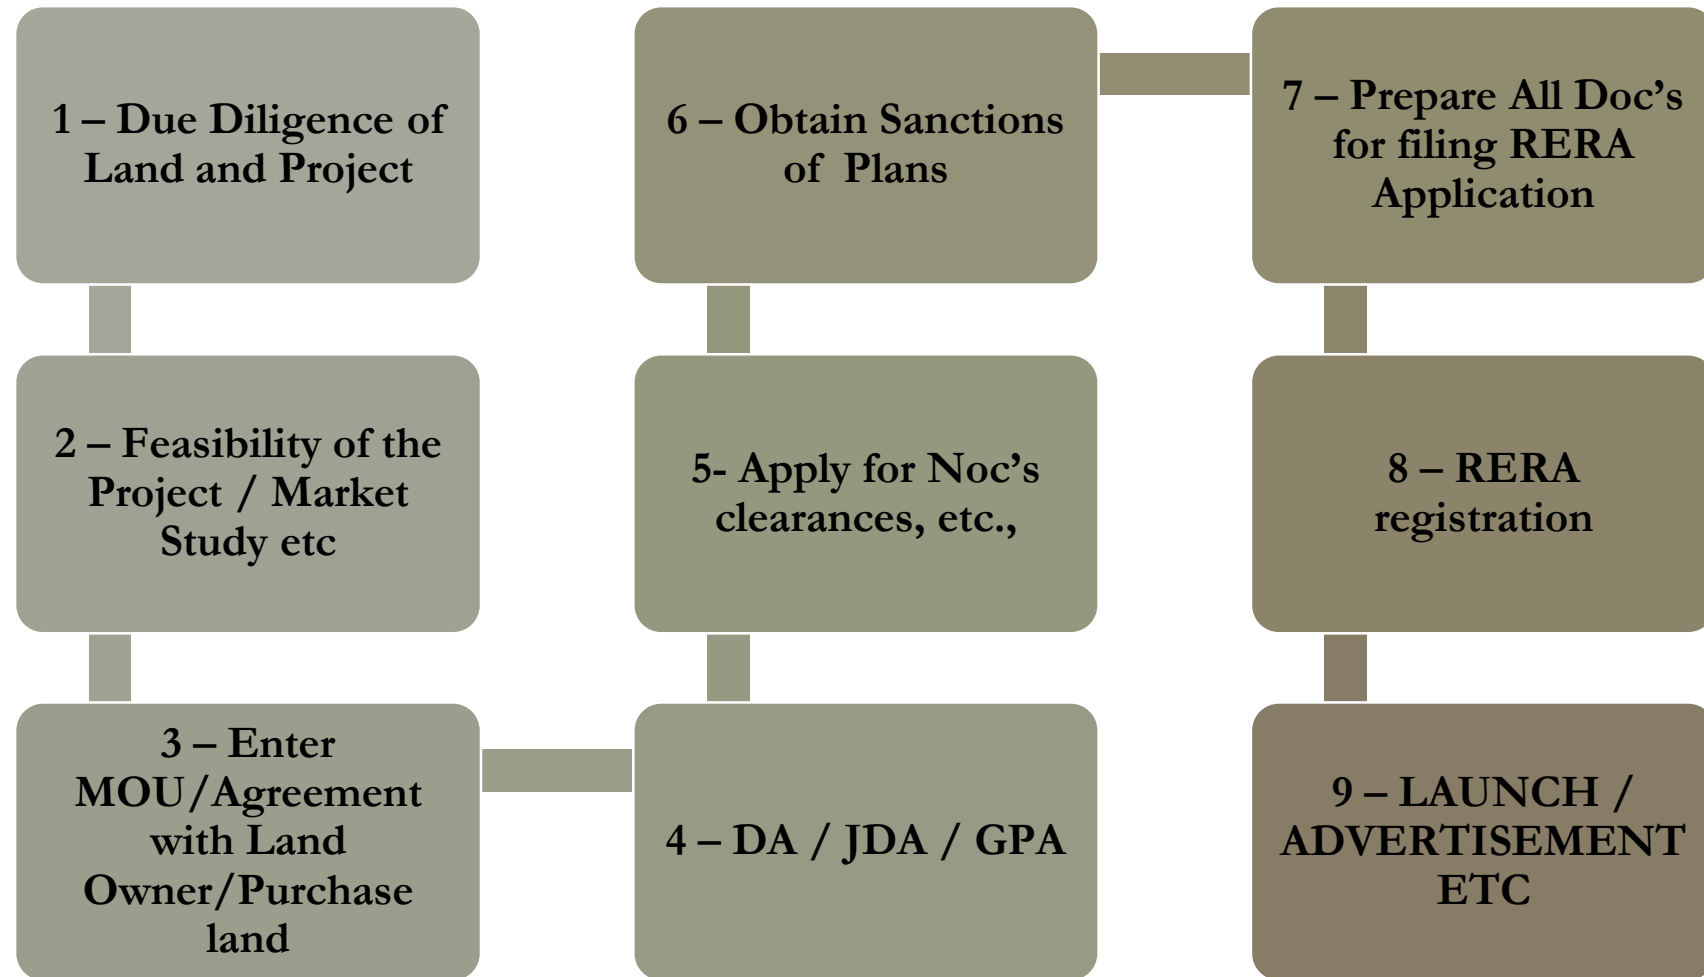 1 – Due Diligence of
Land and Project
2 – Feasibility of the
Project / Market
Study etc
3 – Enter
MOU/Agreement
with Land
Owner/Purchase
land
4 – DA / JDA / GPA
5- Apply for Noc’s
clearances, etc.,
6 – Obtain Sanctions
of Plans
7 – Prepare All Doc’s
for filing RERA
Application
8 – RERA
registration
9 – LAUNCH /
ADVERTISEMENT
ETC